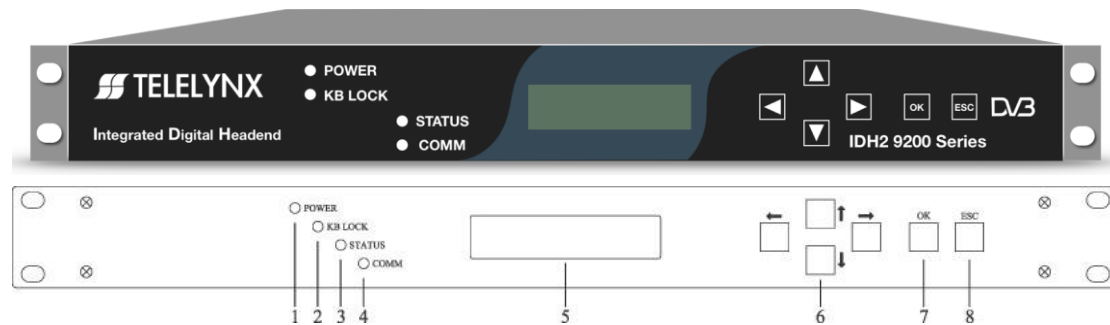 TELELYNX
Integrated Digital Headend
POWER
KB LOCK
STATUS
COMM
OK
ESC
DVB
IDH2 9200 Series
POWER
KB LOCK
STATUS
COMM
OK
ESC
1 2 3 4 5 6 7 8